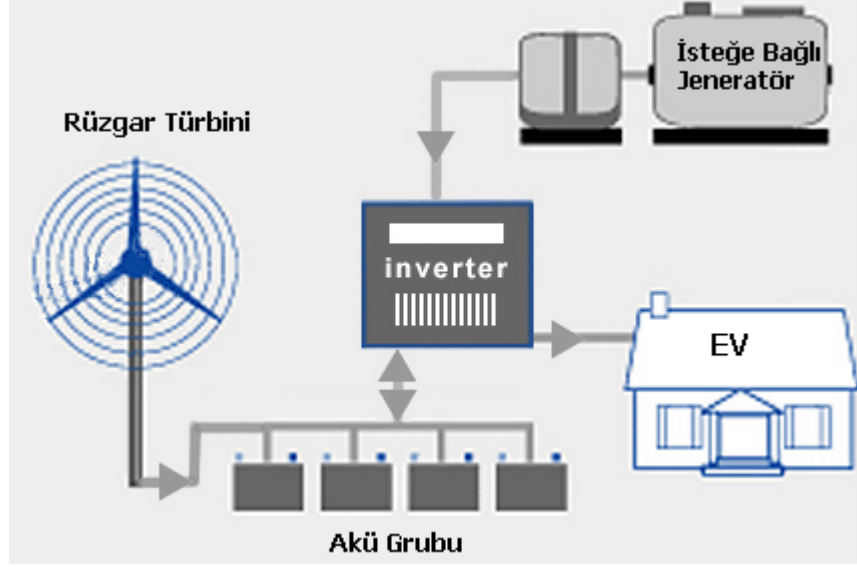 İsteğe Bağlı
Jeneratör
Rüzgar Türbini
inverter
EV
Akü Grubu